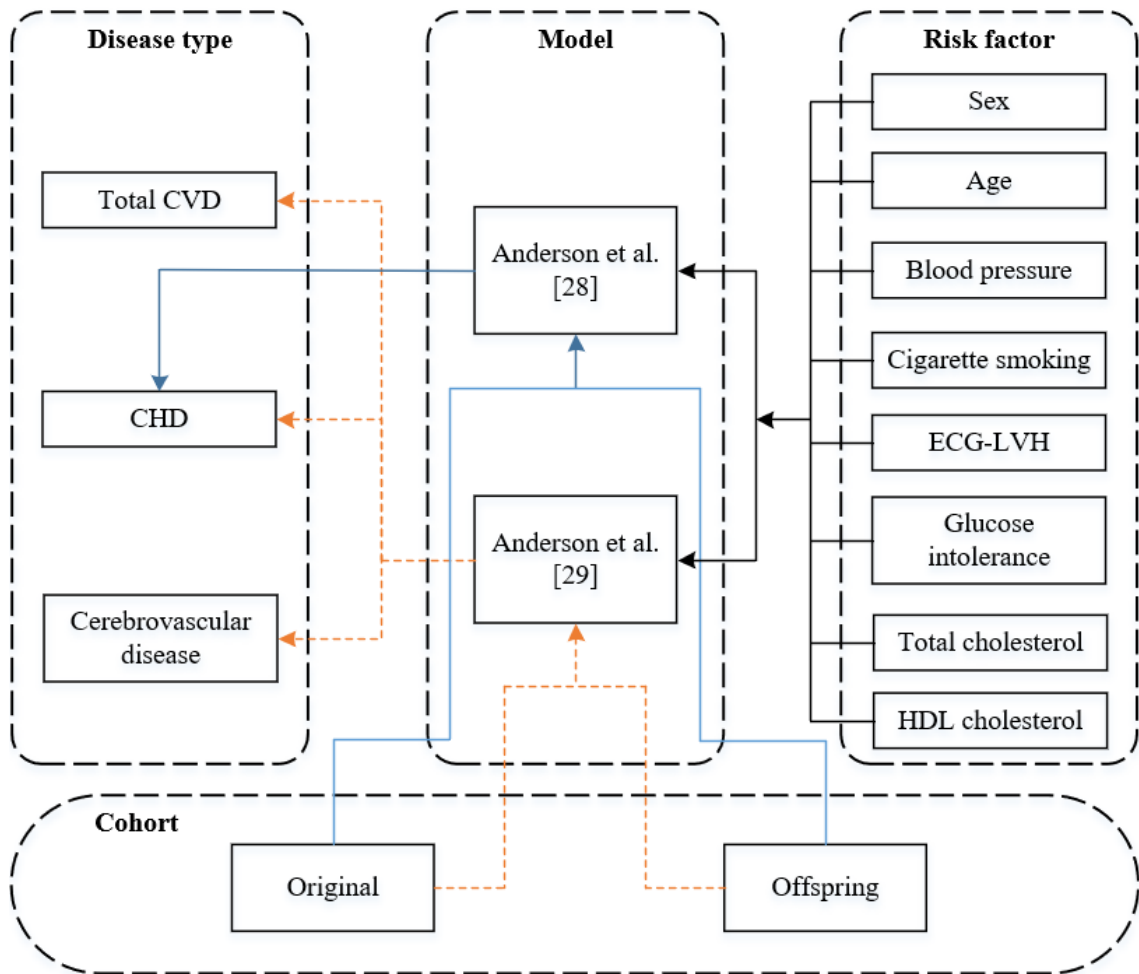 Disease type
Total CVD
CHD
Cerebrovascular
disease
Model
Anderson et al.
[28]
Anderson et al.
[29]
Risk factor
Sex
Age
Blood pressure
Cigarette smoking
ECG-LVH
Glucose
intolerance
Total cholesterol
HDL cholesterol
Cohort
Original
Offspring